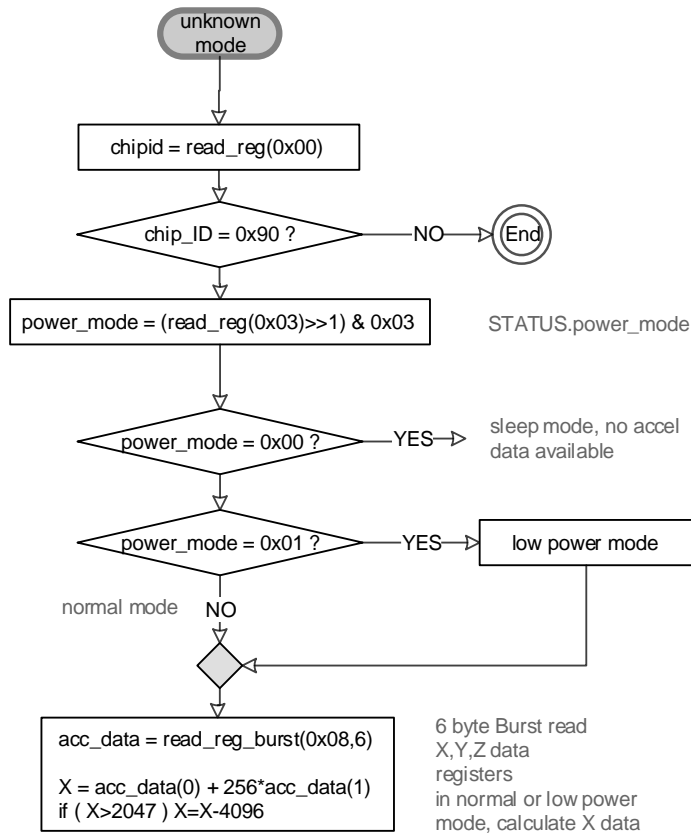 unknown
mode
chipid = read_reg(0x00)
chip_ID = 0x90 ?
NO
End
power_mode = (read_reg(0x03)>>1) & 0x03
STATUS.power_mode
power_mode = 0x00 ?
YES
sleep mode, no accel
data available
power_mode = 0x01 ?
YES
low power mode
normal mode
NO
acc_data = read_reg_burst(0x08,6)
X = acc_data(0) + 256*acc_data(1)
if ( X>2047 ) X=X-4096
6 byte Burst read
X,Y,Z data
registers
in normal or low power
mode, calculate X data